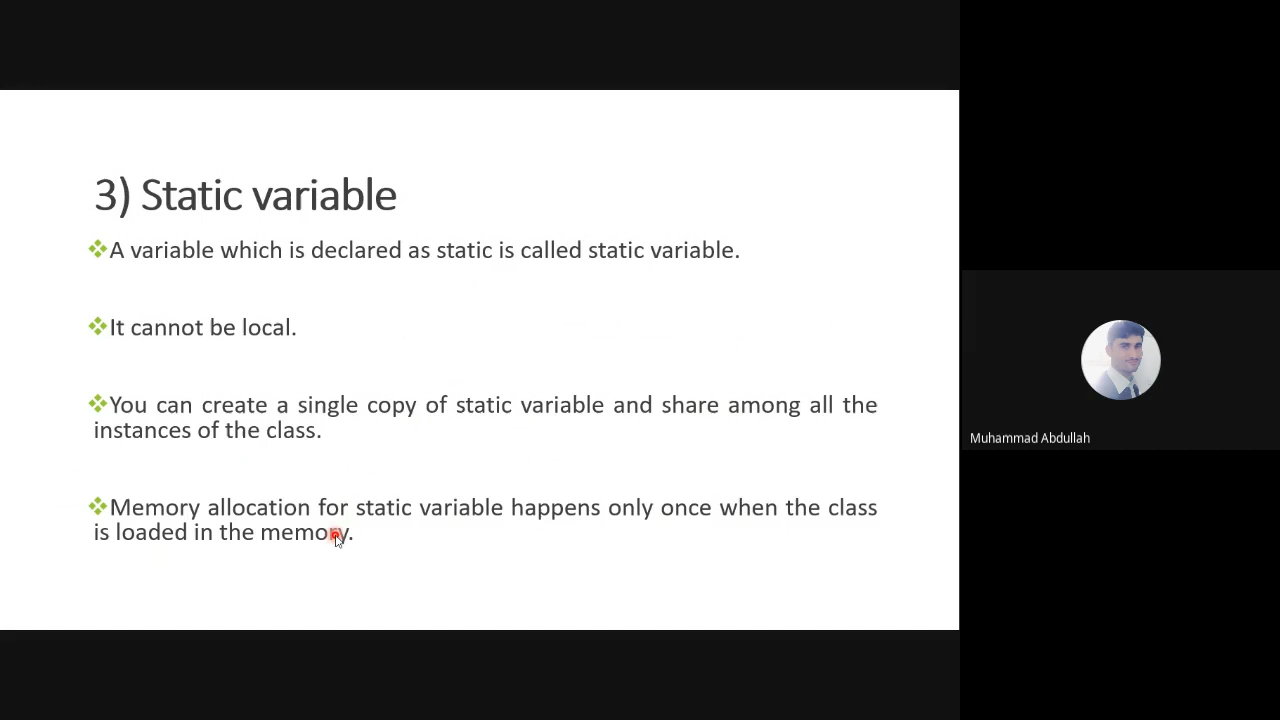 3) Static variable
A variable which is declared as static is called static variable.
It cannot be local.
You can create a single copy of static variable and share among all the
instances of the class.
Memory allocation for static variable happens only once when the class
is loaded in the memory.
Muhammad Abdullah